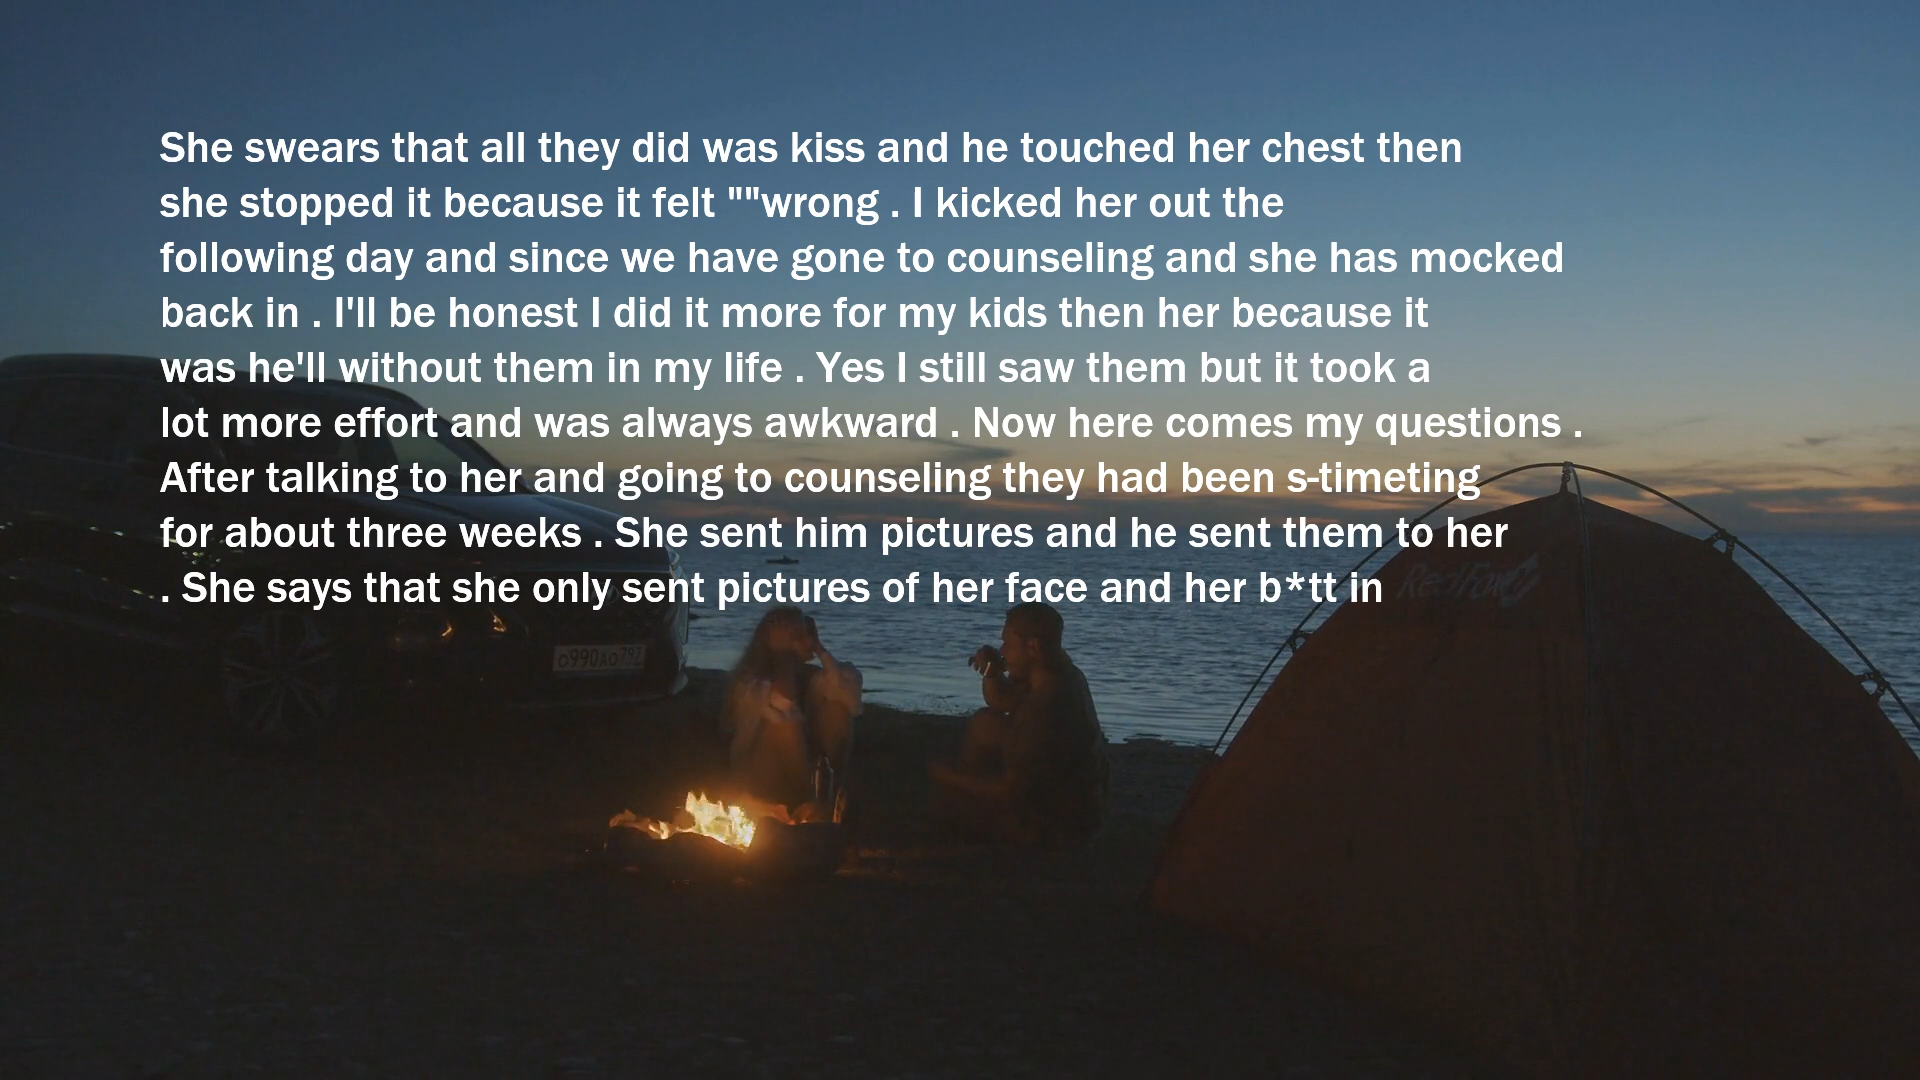 She swears that all they did was kiss and he touched her chest then
she stopped it because it felt ""wrong . I kicked her out the
following day and since we have gone to counseling and she has mocked
back in . I'll be honest I did it more for my kids then her because it
was he'll without them in my life . Yes I still saw them but it took a
lot more effort and was always awkward . Now here comes my questions .
After talking to her and going to counseling they had been s-timeting
for about three weeks . She sent him pictures and he sent them to her
. She says that she only sent pictures of her face and her b*tt in
RedFox
О990АО797